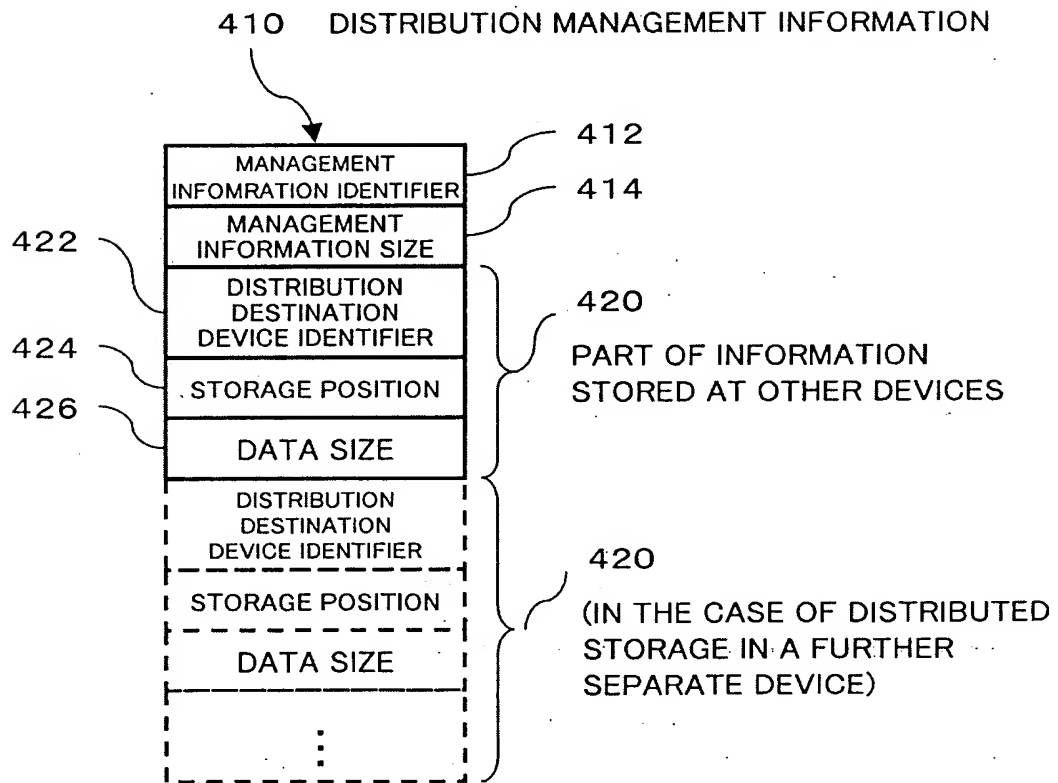 410 DISTRIBUTION MANAGEMENT INFORMATION
412
MANAGEMENT
INFOMRATION IDENTIFIER
414
MANAGEMENT
INFORMATION SIZE
422
DISTRIBUTION
DESTINATION
DEVICE IDENTIFIER
420
PART OF INFORMATION
STORED AT OTHER DEVICES
424
STORAGE POSITION
426
DATA SIZE
DISTRIBUTION
DESTINATION
DEVICE IDENTIFIER
STORAGE POSITION
DATA SIZE
420
(IN THE CASE OF DISTRIBUTED
STORAGE IN A FURTHER
SEPARATE DEVICE)